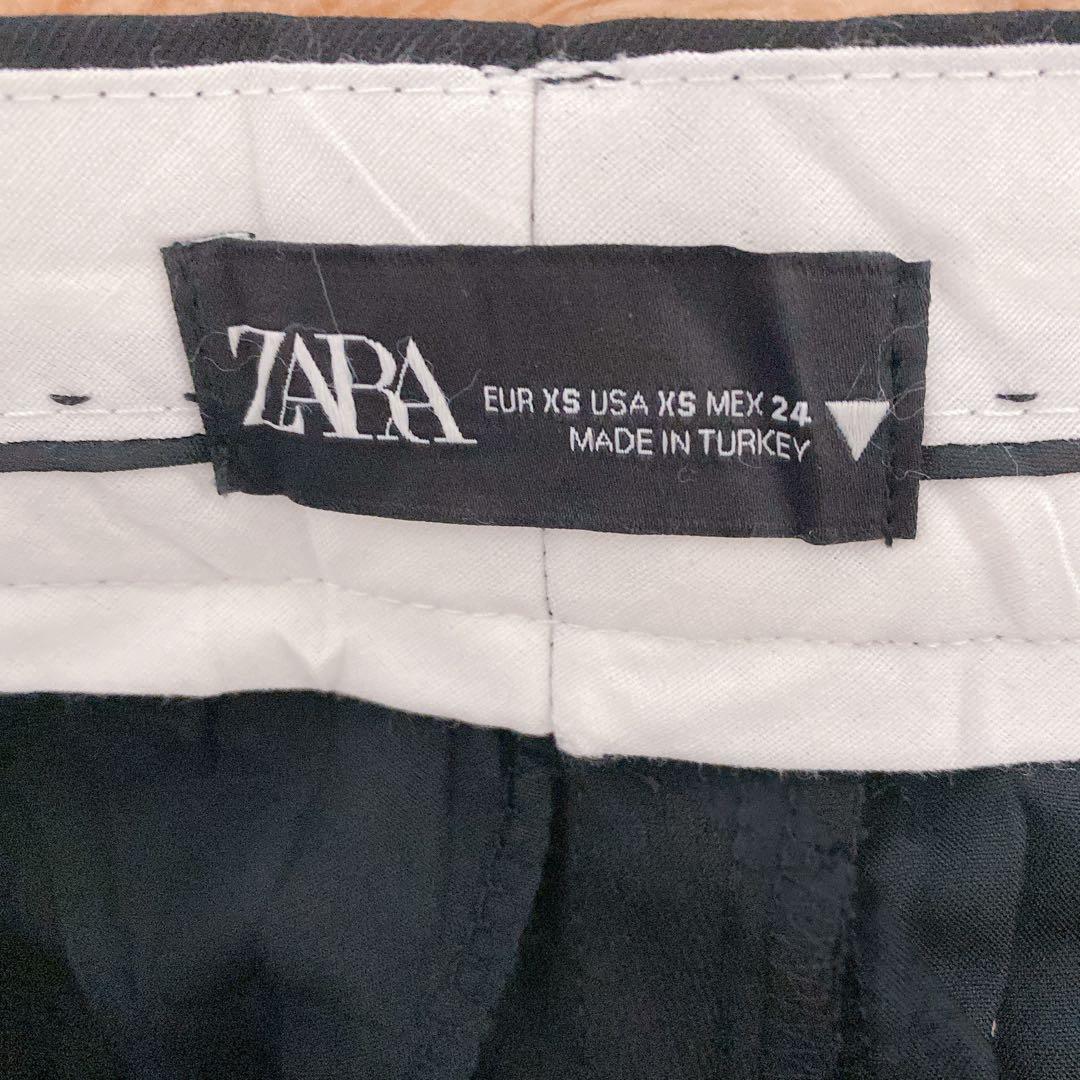 ZARA
EUR XS USA XS MEX 24
MADE IN TURKEY